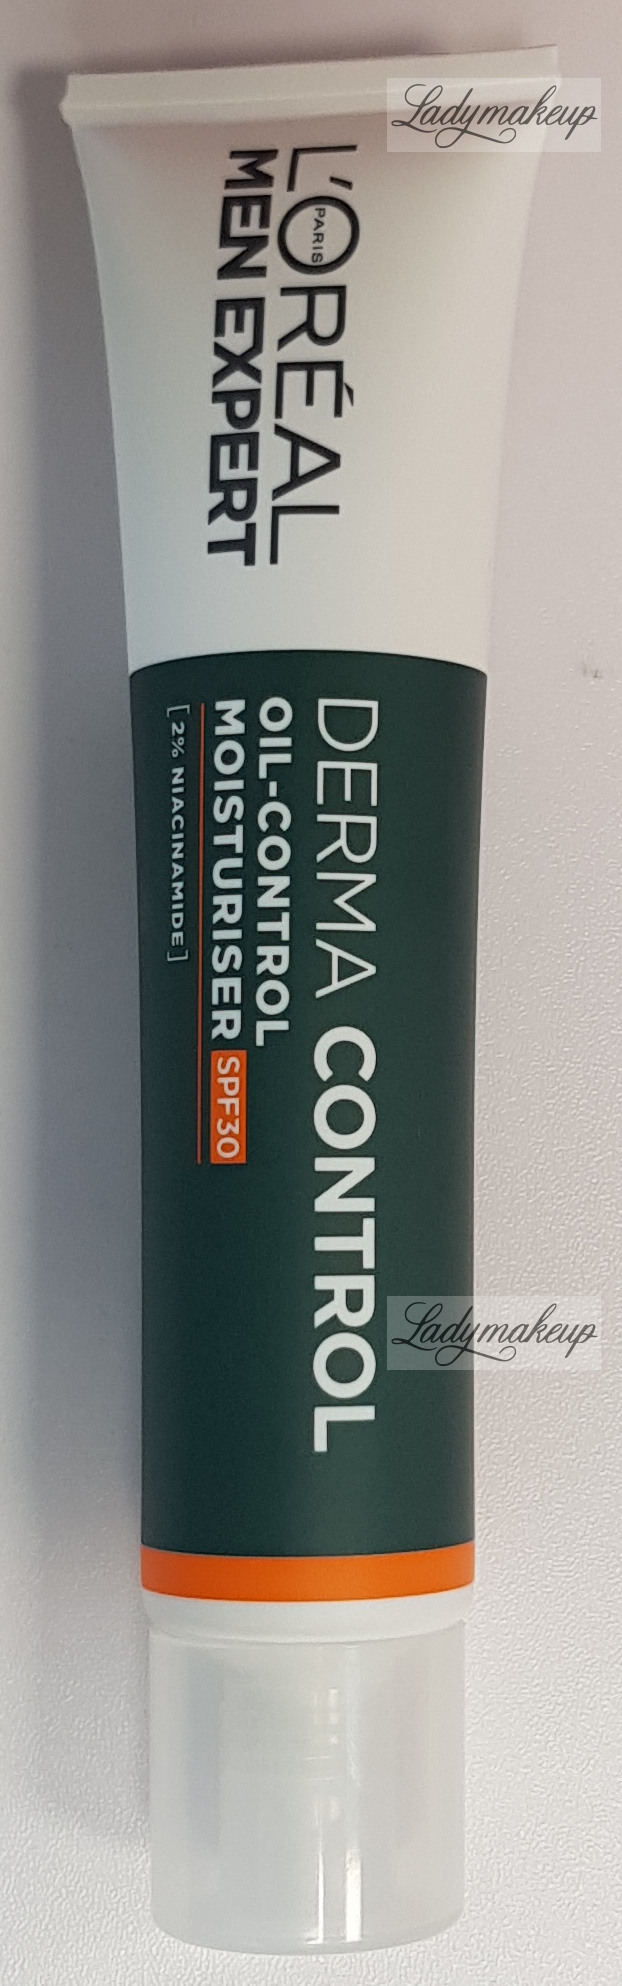 Ladymakeup
L'ORÉAL
PARIS
MEN EXPERT
DERMA CONTROL
OIL-CONTROL
MOISTURISER SPF30
[2% NIACINAMIDE]
Ladymakeup